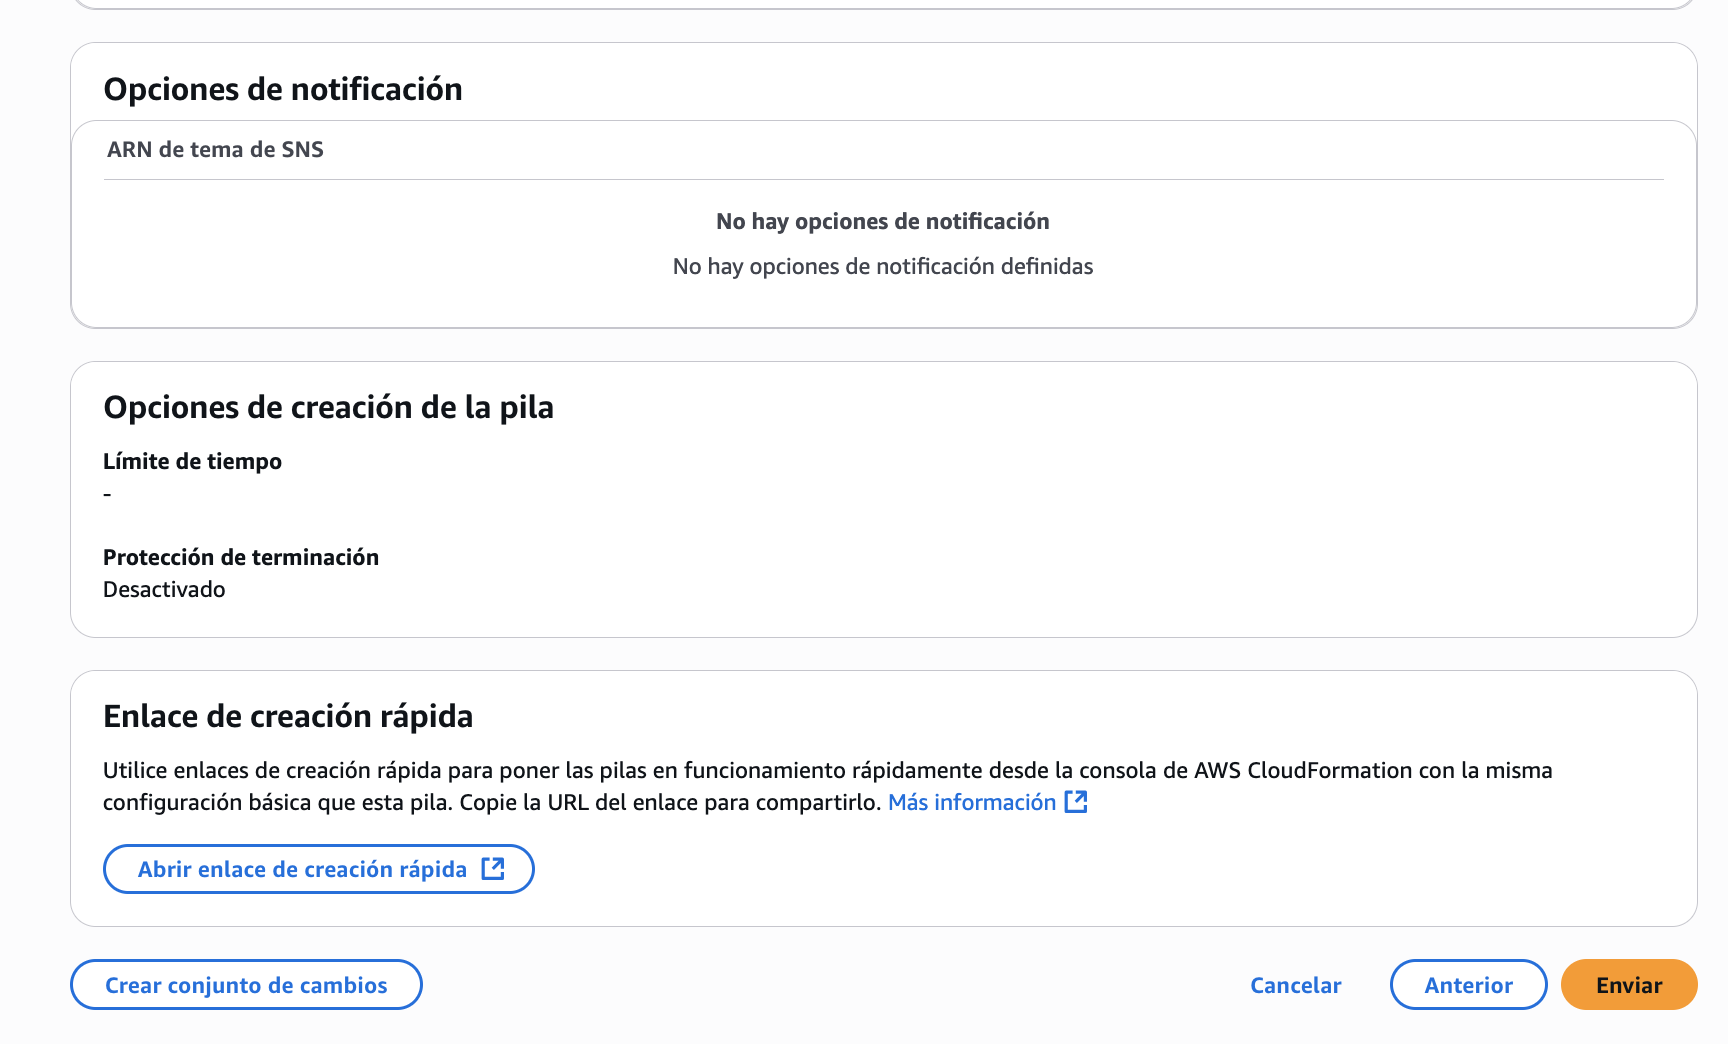 Opciones de notificación
ARN de tema de SNS
No hay opciones de notificación
No hay opciones de notificación definidas
Opciones de creación de la pila
Límite de tiempo
-
Protección de terminación
Desactivado
Enlace de creación rápida
Utilice enlaces de creación rápida para poner las pilas en funcionamiento rápidamente desde la consola de AWS CloudFormation con la misma
configuración básica que esta pila. Copie la URL del enlace para compartirlo. Más información
Abrir enlace de creación rápida
Crear conjunto de cambios
Cancelar
Anterior
Enviar